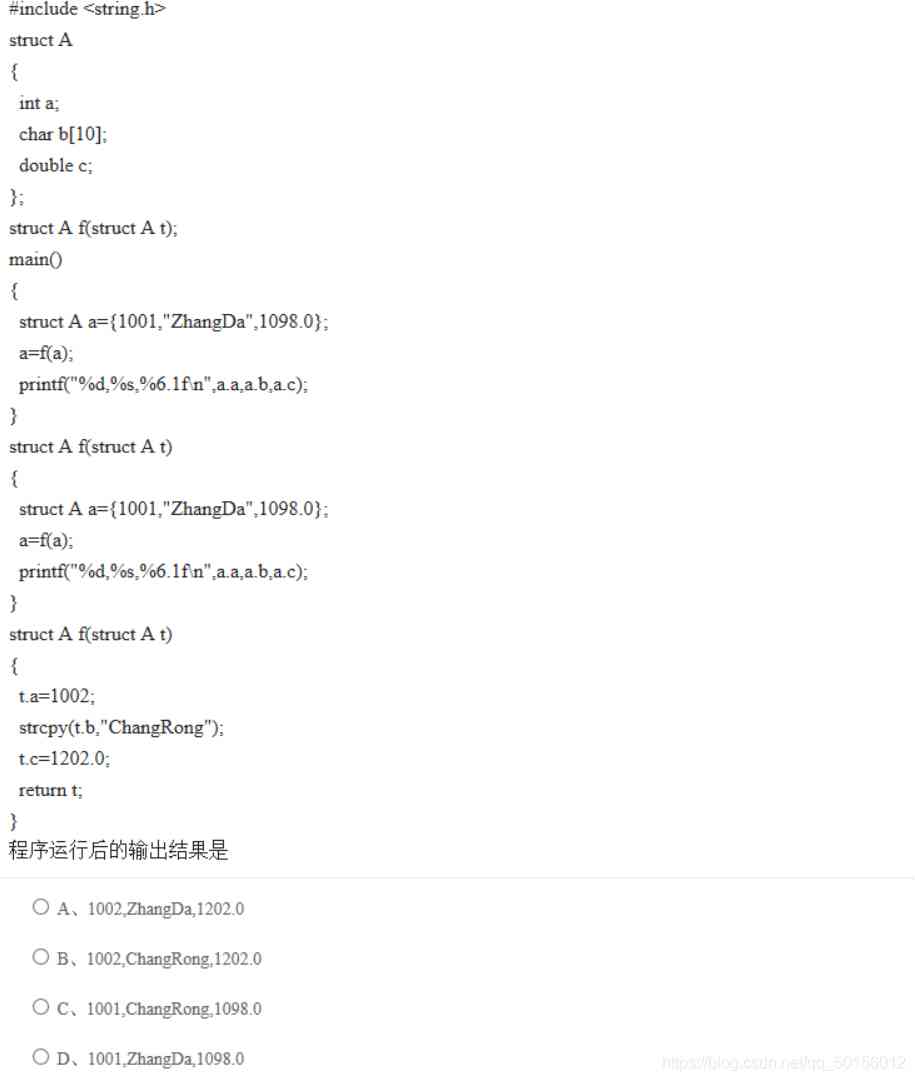 #include <string.h>
struct A
{
int a;
char b[10];
double c;
};
struct A f(struct A t);
main()
{
struct A a={1001,"ZhangDa",1098.0};
a=f(a);
printf("%d,%s,%6.1f\n",a.a,a.b,a.c);
}
struct A f(struct A t)
{
struct A a={1001,"ZhangDa",1098.0};
a=f(a);
printf("%d,%s,%6.1f\n",a.a,a.b,a.c);
}
struct A f(struct A t)
{
t.a=1002;
strcpy(t.b,"ChangRong");
t.c=1202.0;
return t;
}
程序运行后的输出结果是
A、1002,ZhangDa,1202.0
B、1002,ChangRong,1202.0
C、1001,ChangRong,1098.0
D、1001,ZhangDa,1098.0
https://blog.csdn.net/qq_50156012